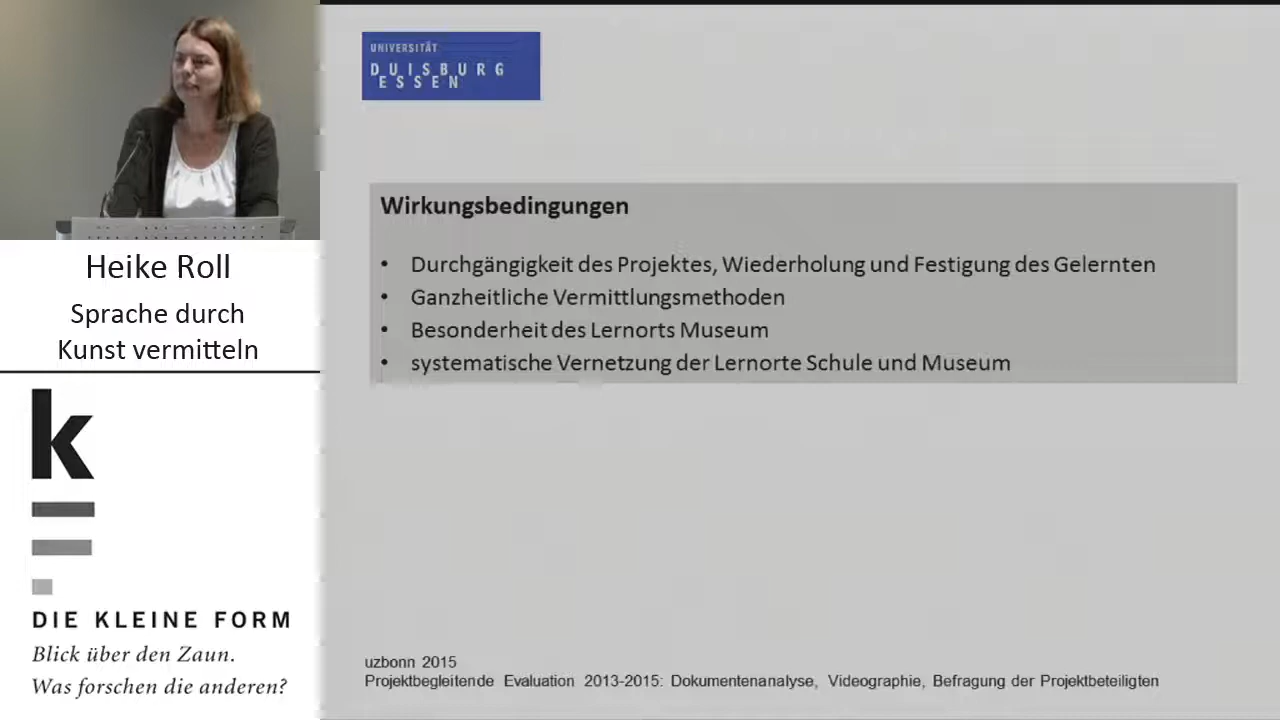 Heike Roll
Sprache durch
Kunst vermitteln
k
DIE KLEINE FORM
Blick über den Zaun.
Was forschen die anderen?
UNIVERSITÄT
DUISBURG
ESSEN
Wirkungsbedingungen
• Durchgängigkeit des Projektes, Wiederholung und Festigung des Gelernten
• Ganzheitliche Vermittlungsmethoden
• Besonderheit des Lernorts Museum
• systematische Vernetzung der Lernorte Schule und Museum
uzbonn 2015
Projektbegleitende Evaluation 2013-2015: Dokumentenanalyse, Videographie, Befragung der Projektbeteiligten